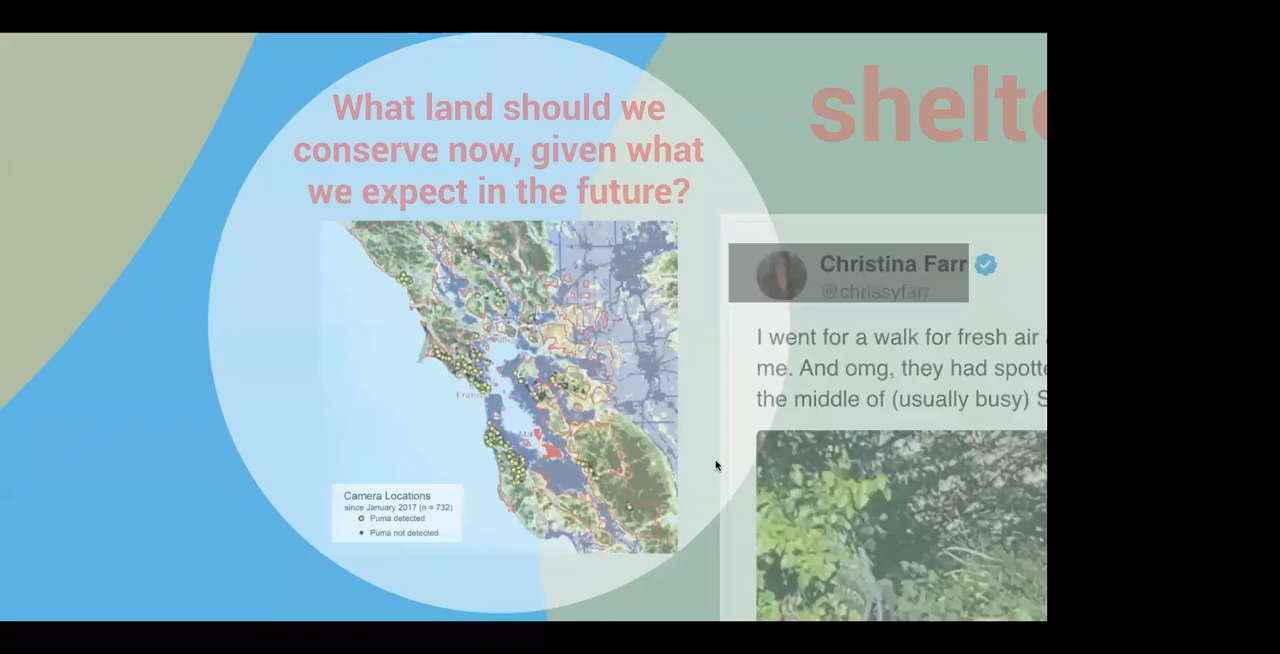 What land should we
conserve now, given what
we expect in the future?
shelte
Christina Farr
@chrissyfarr
I went for a walk for fresh air
me. And omg, they had spotte
the middle of (usually busy) S
Camera Locations
since January 2017 (n = 732)
Puma detected
Puma not detected